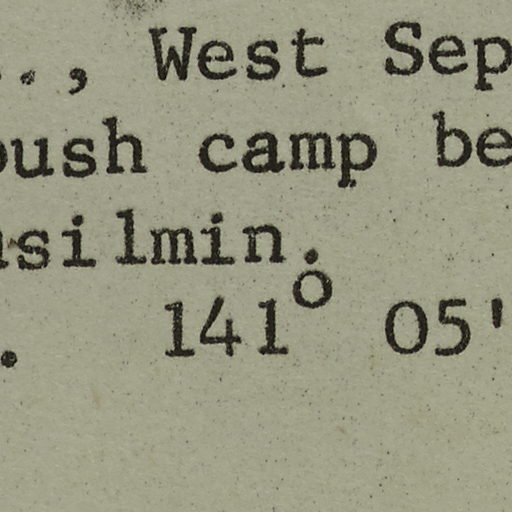 ., West Sep
bush camp be
silmin.
. 141° 05'